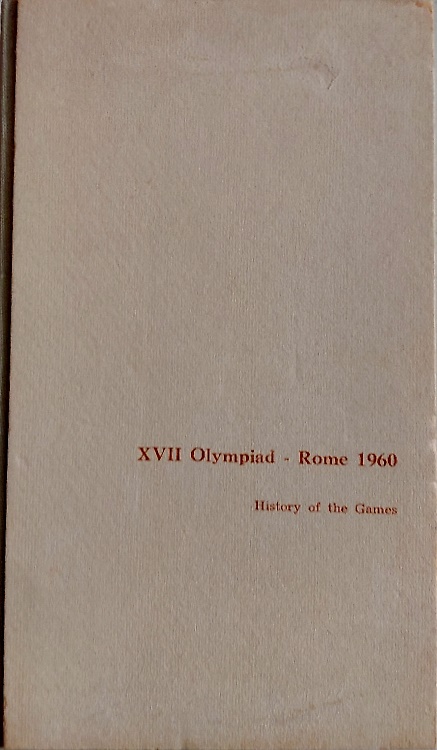 XVII Olympiad - Rome 1960
History of the Games